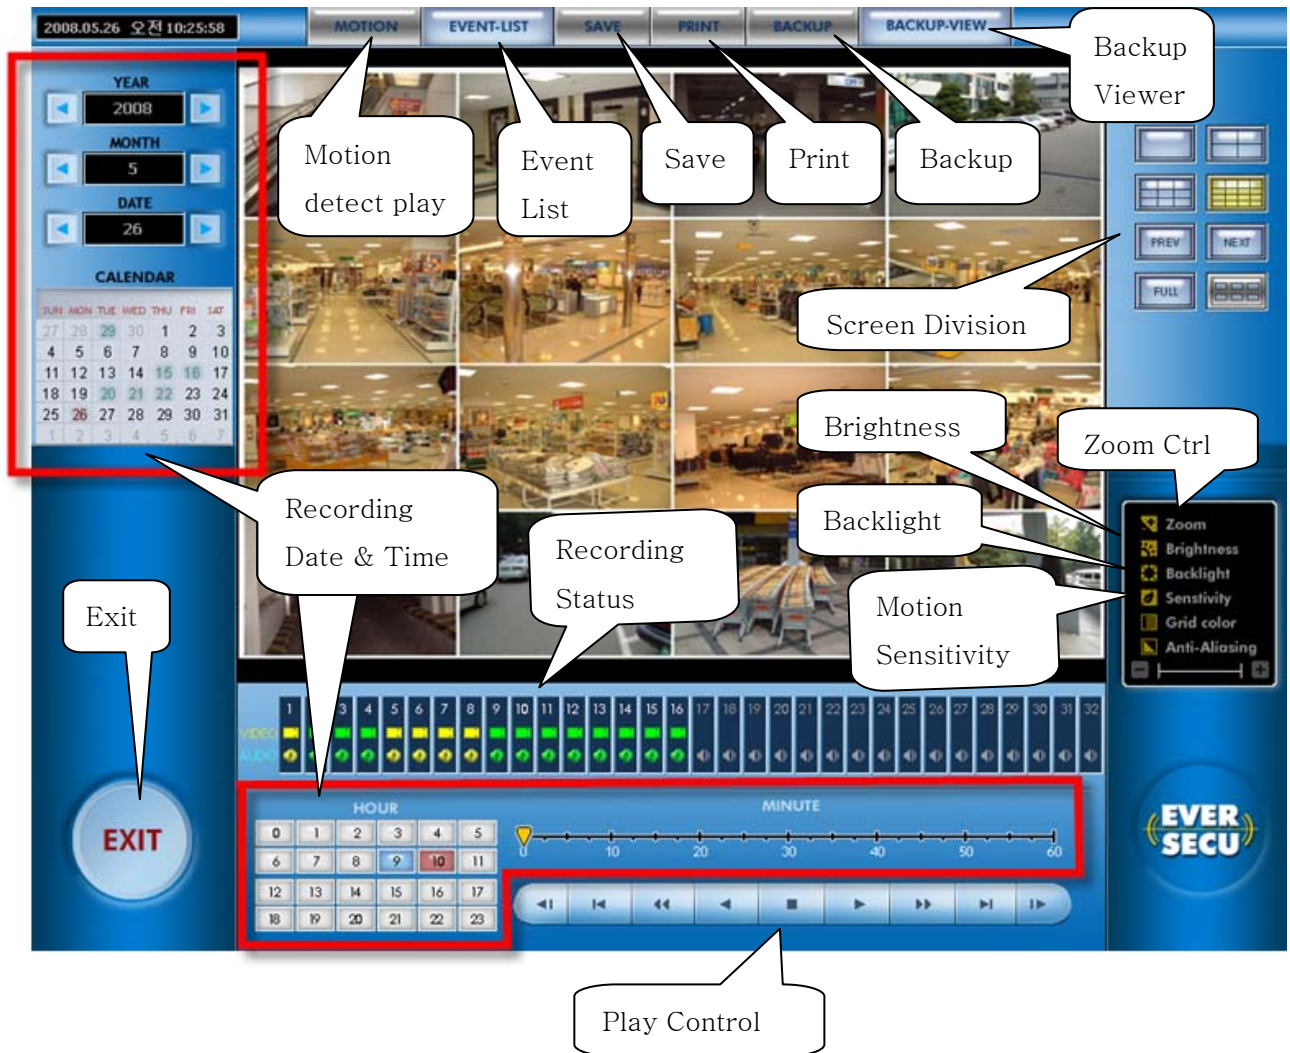 2008.05.26 오전 10:25:58
MOTION EVENT-LIST SAVE PRINT BACKUP BACKUP-VIEW
Backup
Viewer
YEAR
2008
MONTH
5
DATE
26
CALENDAR
SUN MON TUE WED THU FRI SAT
27 28 29 30 1 2 3
4 5 6 7 8 9 10
11 12 13 14 15 16 17
18 19 20 21 22 23 24
25 26 27 28 29 30 31
1 2 3 4 5 6 7
Motion
detect play
Event
List
Save
Print
Backup
PREV NEXT
FULL
Screen Division
Brightness
Zoom Ctrl
Backlight
Motion
Sensitivity
Zoom
Brightness
Backlight
Senstivity
Grid color
Anti-Aliasing
Recording
Date & Time
Recording
Status
Exit
1 3 4 5 6 7 8 9 10 11 12 13 14 15 16 17 18 19 20 21 22 23 24 25 26 27 28 29 30 31 32
VIDEO
AUDIO
EXIT
HOUR
0 1 2 3 4 5
6 7 8 9 10 11
12 13 14 15 16 17
18 19 20 21 22 23
MINUTE
0 10 20 30 40 50 60
EVER
SECU
Play Control